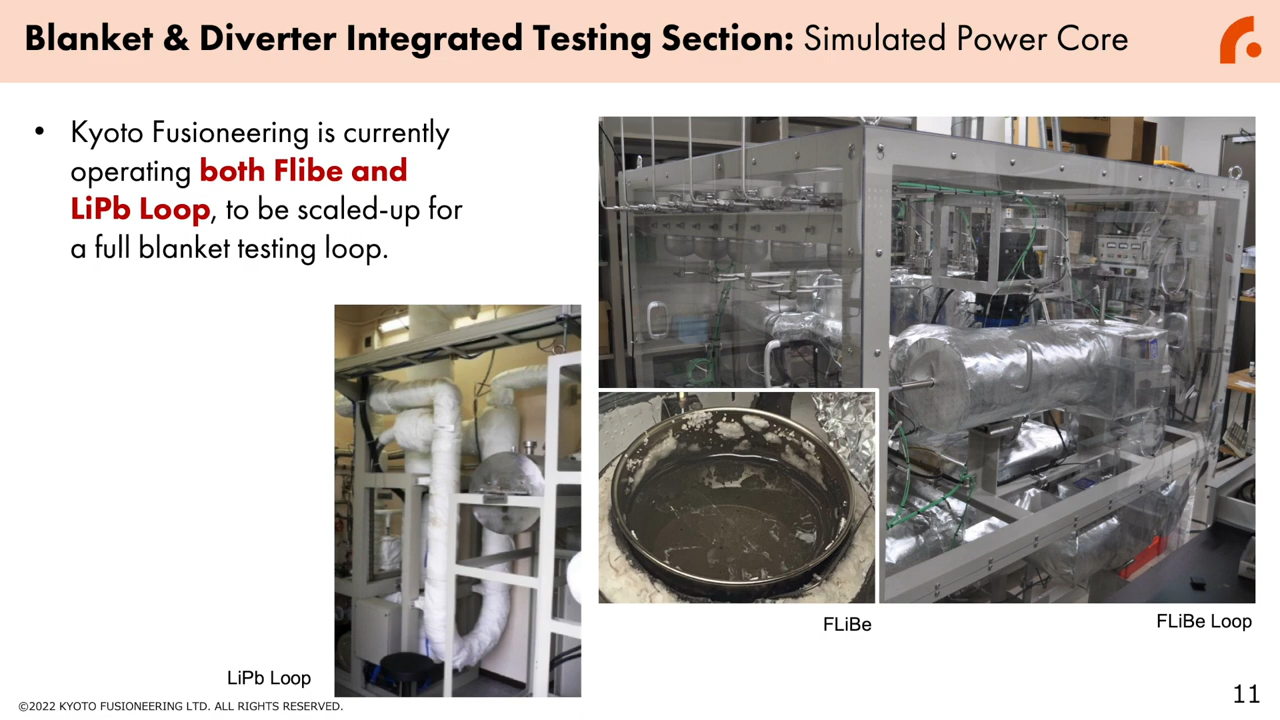 Blanket & Diverter Integrated Testing Section: Simulated Power Core
• Kyoto Fusioneering is currently
operating both Flibe and
LiPb Loop, to be scaled-up for
a full blanket testing loop.
FLiBe
FLiBe Loop
LiPb Loop
©2022 KYOTO FUSIONEERING LTD. ALL RIGHTS RESERVED.
11